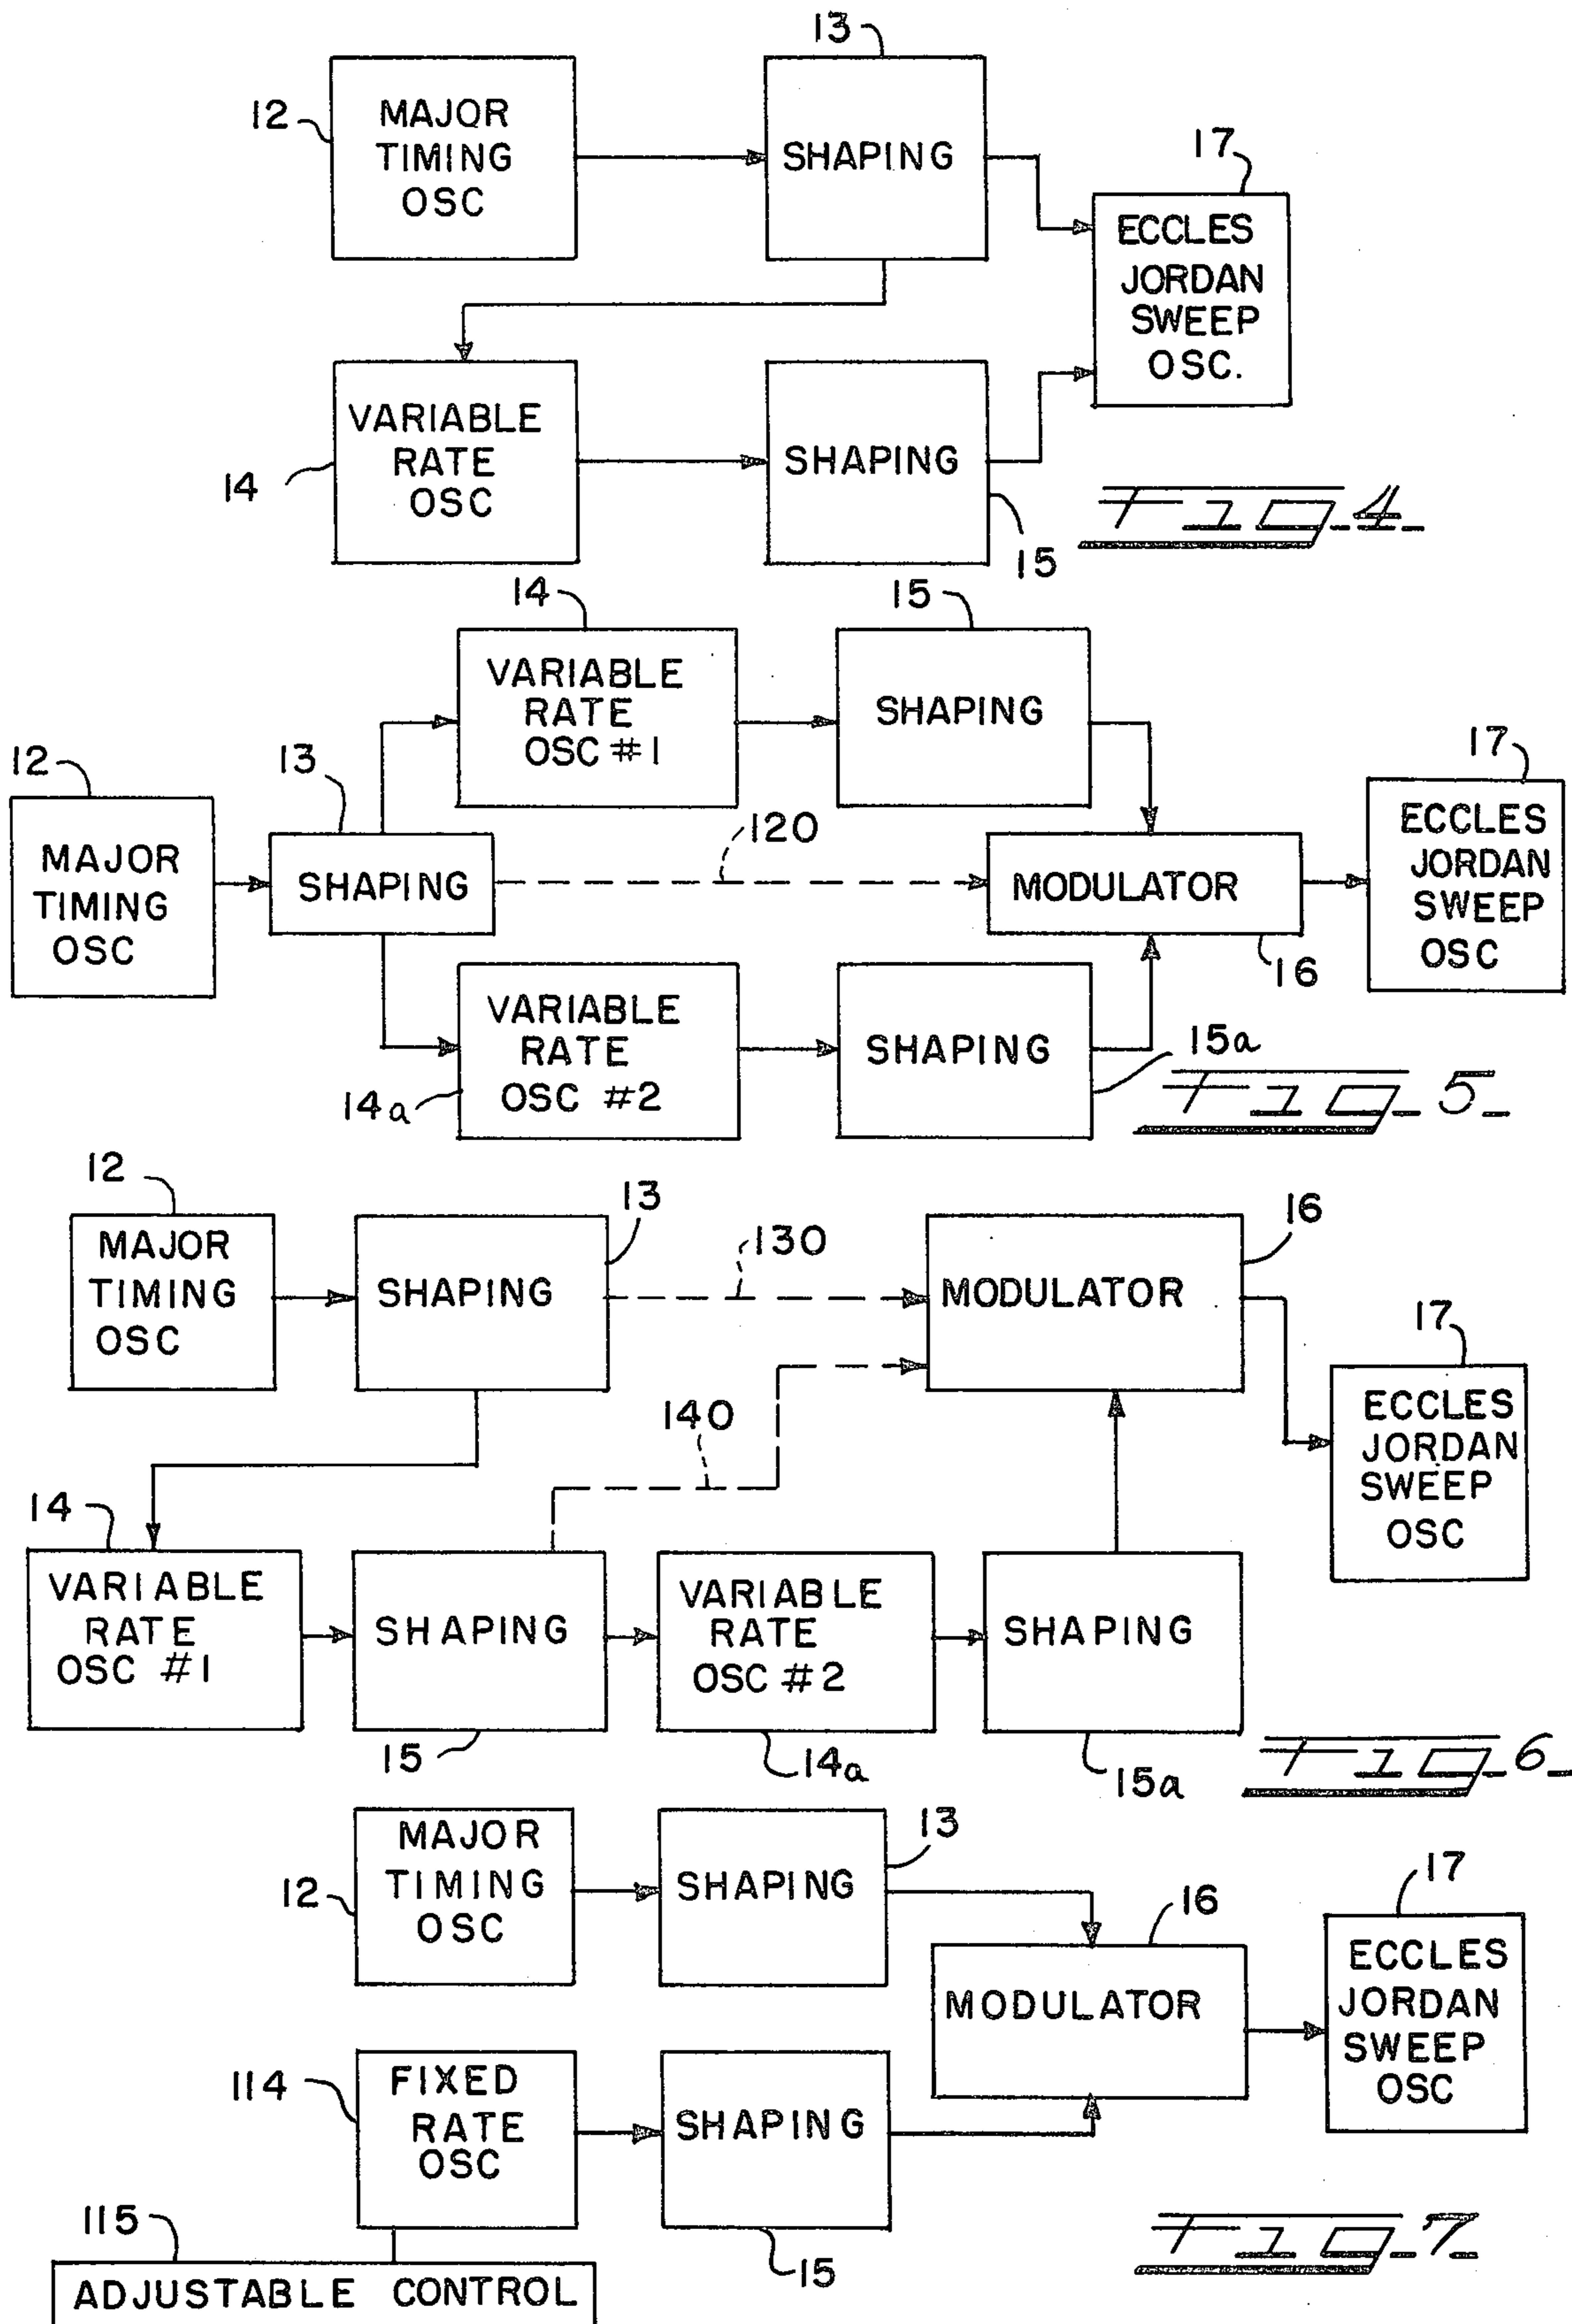 13
12
MAJOR
TIMING
OSC
SHAPING
17
ECCLES
JORDAN
SWEEP
OSC.
14
VARIABLE
RATE
OSC
SHAPING
15
Fig. 4.
14
15
VARIABLE
RATE
OSC #1
SHAPING
12
13
17
MAJOR
TIMING
OSC
SHAPING
120
MODULATOR
16
ECCLES
JORDAN
SWEEP
OSC
VARIABLE
RATE
OSC #2
14a
SHAPING
15a
Fig. 5.
12
13
16
MAJOR
TIMING
OSC
SHAPING
130
MODULATOR
17
140
ECCLES
JORDAN
SWEEP
OSC
14
VARIABLE
RATE
OSC #1
SHAPING
VARIABLE
RATE
OSC #2
SHAPING
15
14a
15a
Fig. 6.
12
MAJOR
TIMING
OSC
SHAPING
13
16
17
MODULATOR
ECCLES
JORDAN
SWEEP
OSC
114
FIXED
RATE
OSC
SHAPING
15
115
ADJUSTABLE CONTROL
Fig. 7.